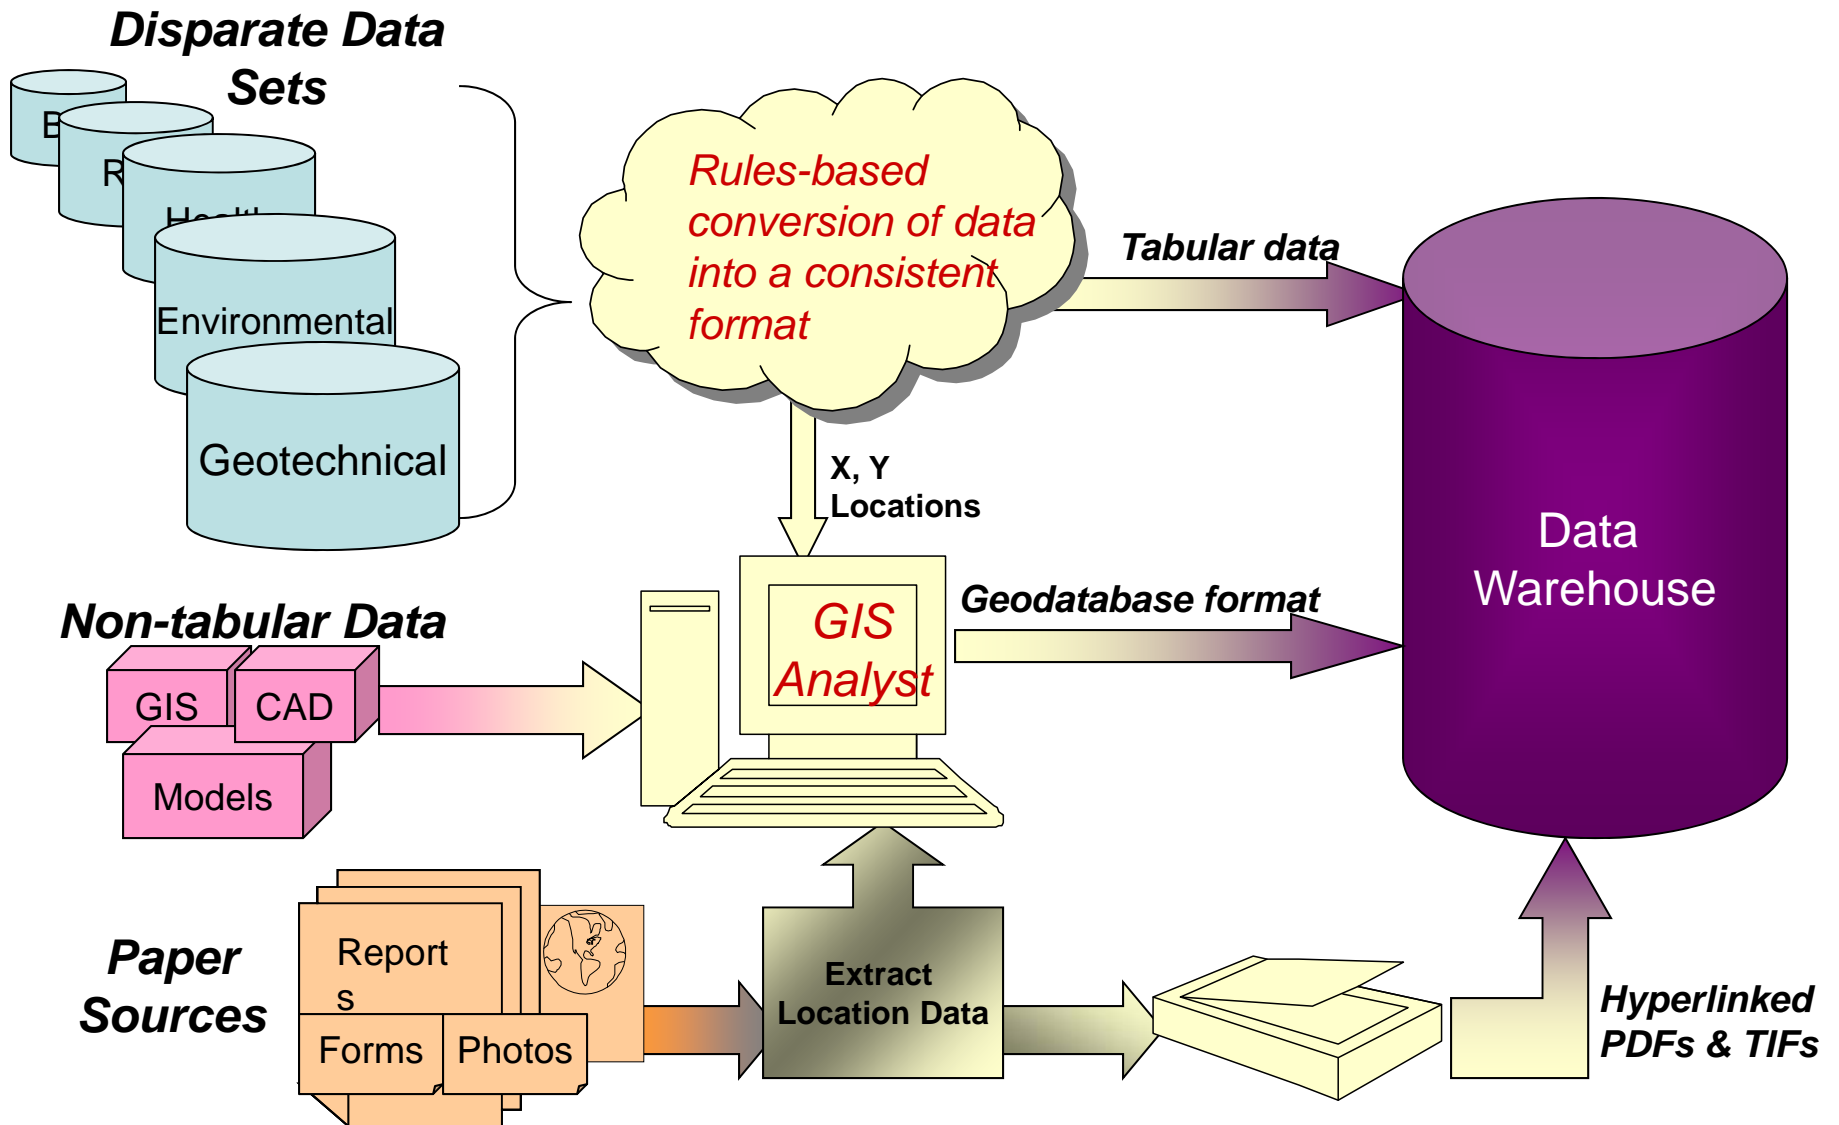 Disparate Data
Sets
B
R
Health
Environmental
Geotechnical
Rules-based
conversion of data
into a consistent
format
Tabular data
X, Y
Locations
Data
Warehouse
Non-tabular Data
GIS
CAD
Models
GIS
Analyst
Geodatabase format
Paper
Sources
Report
s
Forms
Photos
Extract
Location Data
Hyperlinked
PDFs & TIFs